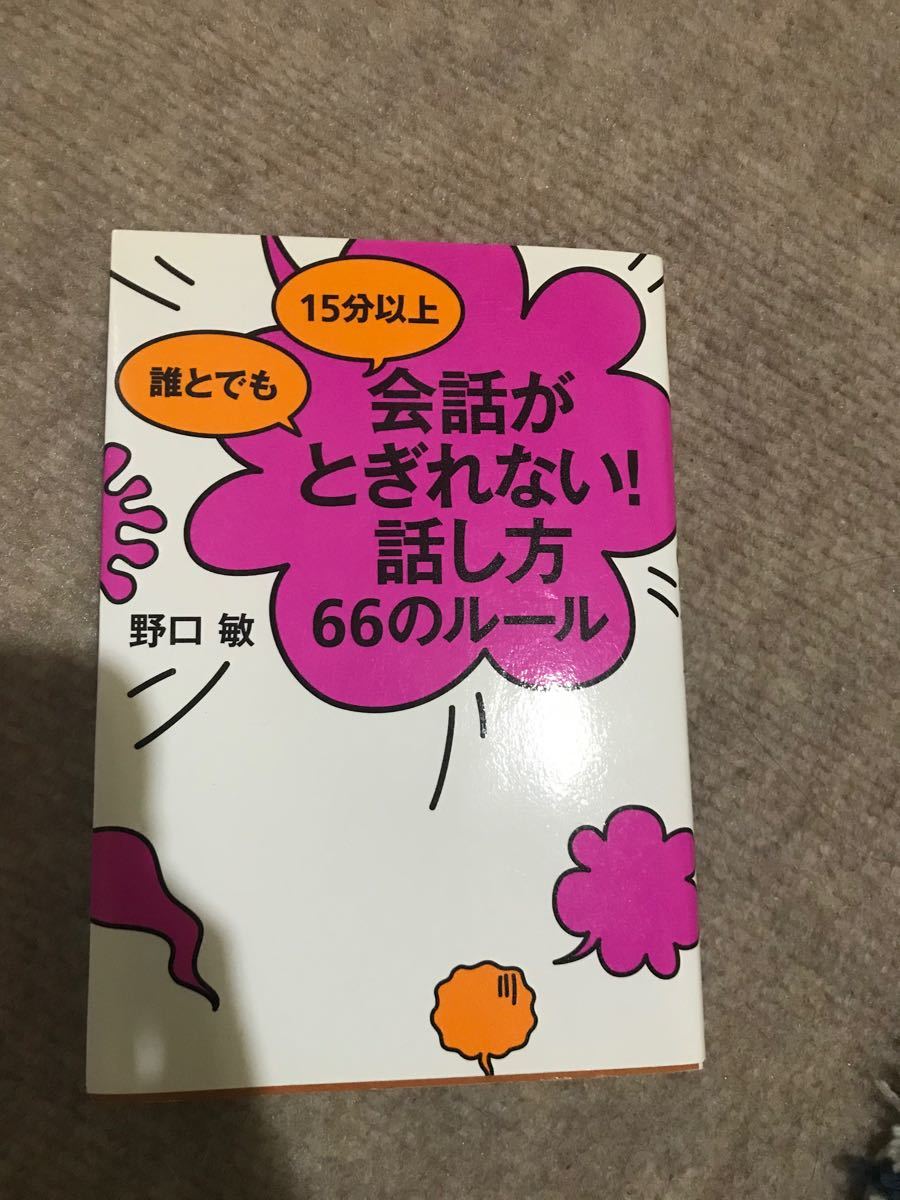 誰とでも
15分以上
会話が
とぎれない!
話し方
66のルール
野口 敏